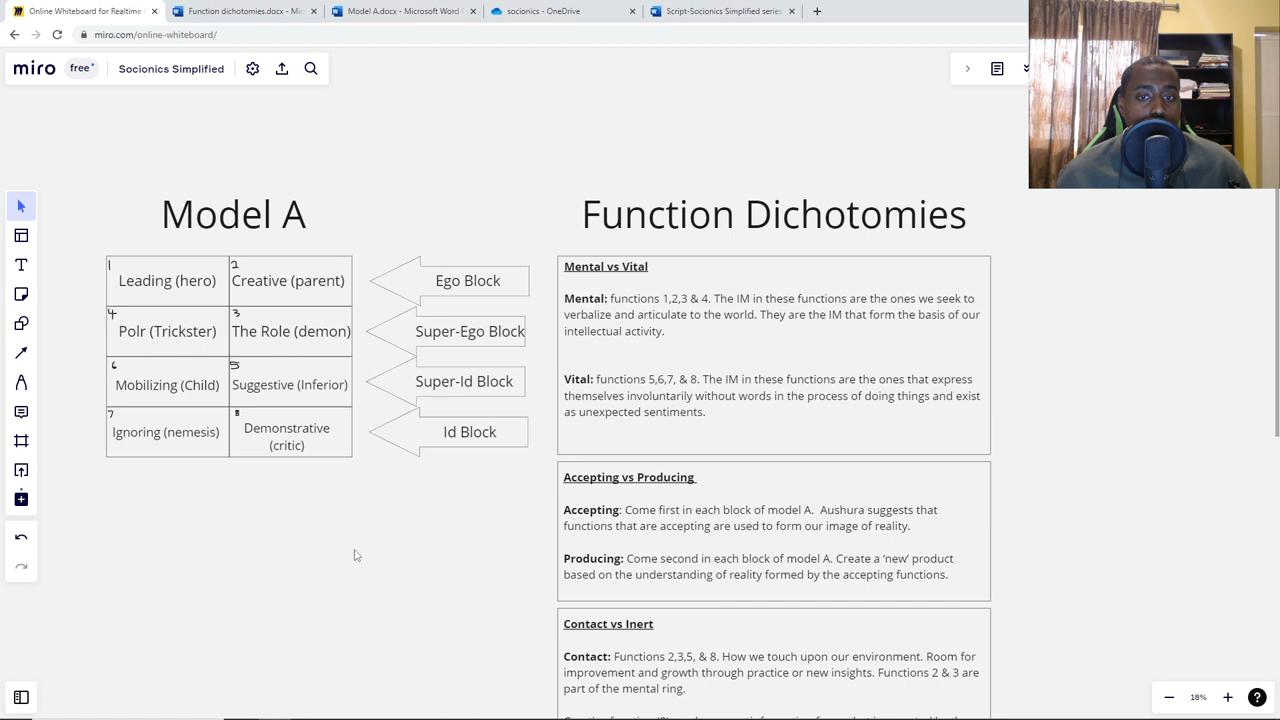 Online Whiteboard for Realtime
Function dichotomies.docx - Mic
Model A.docx - Microsoft Word
socionics - OneDrive
Script-Socionics Simplified series
miro.com/online-whiteboard/
miro free
Socionics Simplified
Model A
Function Dichotomies
1 Leading (hero)
2 Creative (parent)
Ego Block
4 Polr (Trickster)
3 The Role (demon)
Super-Ego Block
6 Mobilizing (Child)
5 Suggestive (Inferior)
Super-Id Block
7 Ignoring (nemesis)
8 Demonstrative
(critic)
Id Block
Mental vs Vital
Mental: functions 1,2,3 & 4. The IM in these functions are the ones we seek to
verbalize and articulate to the world. They are the IM that form the basis of our
intellectual activity.
Vital: functions 5,6,7, & 8. The IM in these functions are the ones that express
themselves involuntarily without words in the process of doing things and exist
as unexpected sentiments.
Accepting vs Producing
Accepting: Come first in each block of model A. Aushura suggests that
functions that are accepting are used to form our image of reality.
Producing: Come second in each block of model A. Create a ‘new’ product
based on the understanding of reality formed by the accepting functions.
Contact vs Inert
Contact: Functions 2,3,5, & 8. How we touch upon our environment. Room for
improvement and growth through practice or new insights. Functions 2 & 3 are
part of the mental ring.
18%